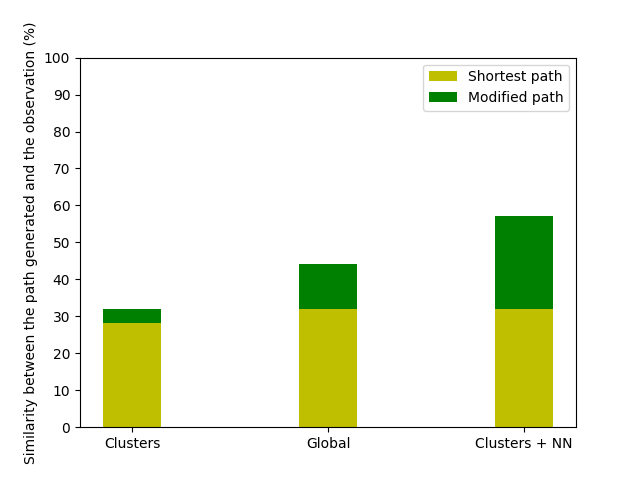 Similarity between the path generated and the observation (%)
100
90
80
70
60
50
40
30
20
10
0
Shortest path
Modified path
Clusters
Global
Clusters + NN